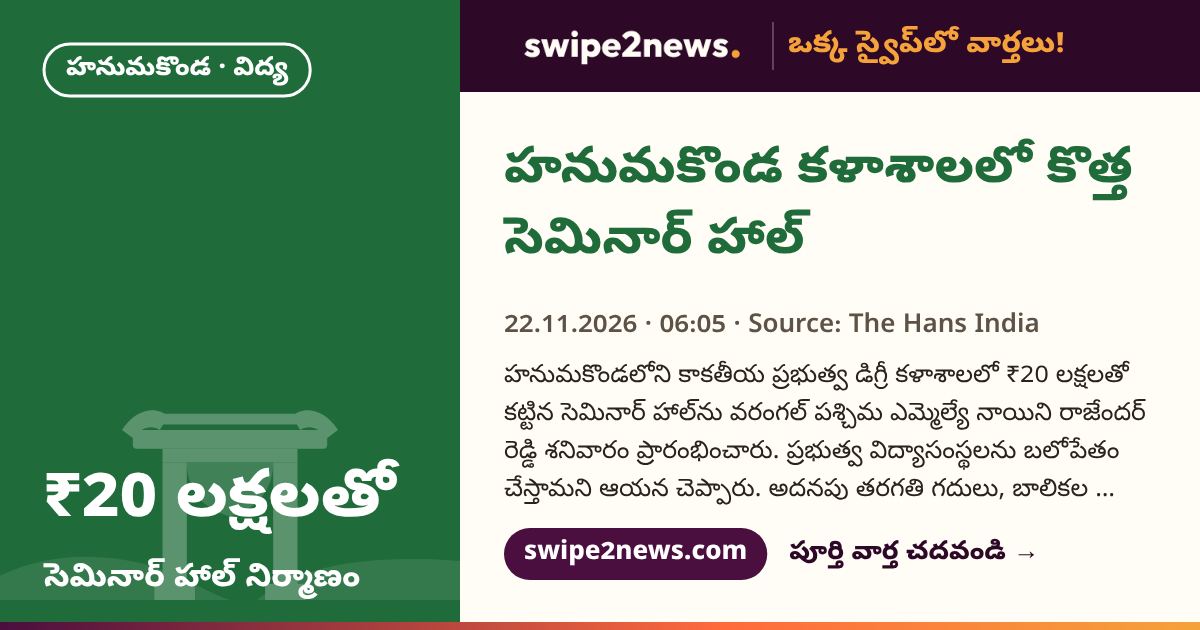 హనుమకొండ · విద్య
₹20 లక్షలతో
సెమినార్ హాల్ నిర్మాణం
swipe2news.
ఒక్క స్వైప్‌లో వార్తలు!
హనుమకొండ కళాశాలలో కొత్త
సెమినార్ హాల్
22.11.2026 · 06:05 · Source: The Hans India
హనుమకొండలోని కాకతీయ ప్రభుత్వ డిగ్రీ కళాశాలలో ₹20 లక్షలతో
కట్టిన సెమినార్ హాల్‌ను వరంగల్ పశ్చిమ ఎమ్మెల్యే నాయిని రాజేందర్
రెడ్డి శనివారం ప్రారంభించారు. ప్రభుత్వ విద్యాసంస్థలను బలోపేతం
చేస్తామని ఆయన చెప్పారు. అదనపు తరగతి గదులు, బాలికల ...
swipe2news.com
పూర్తి వార్త చదవండి →